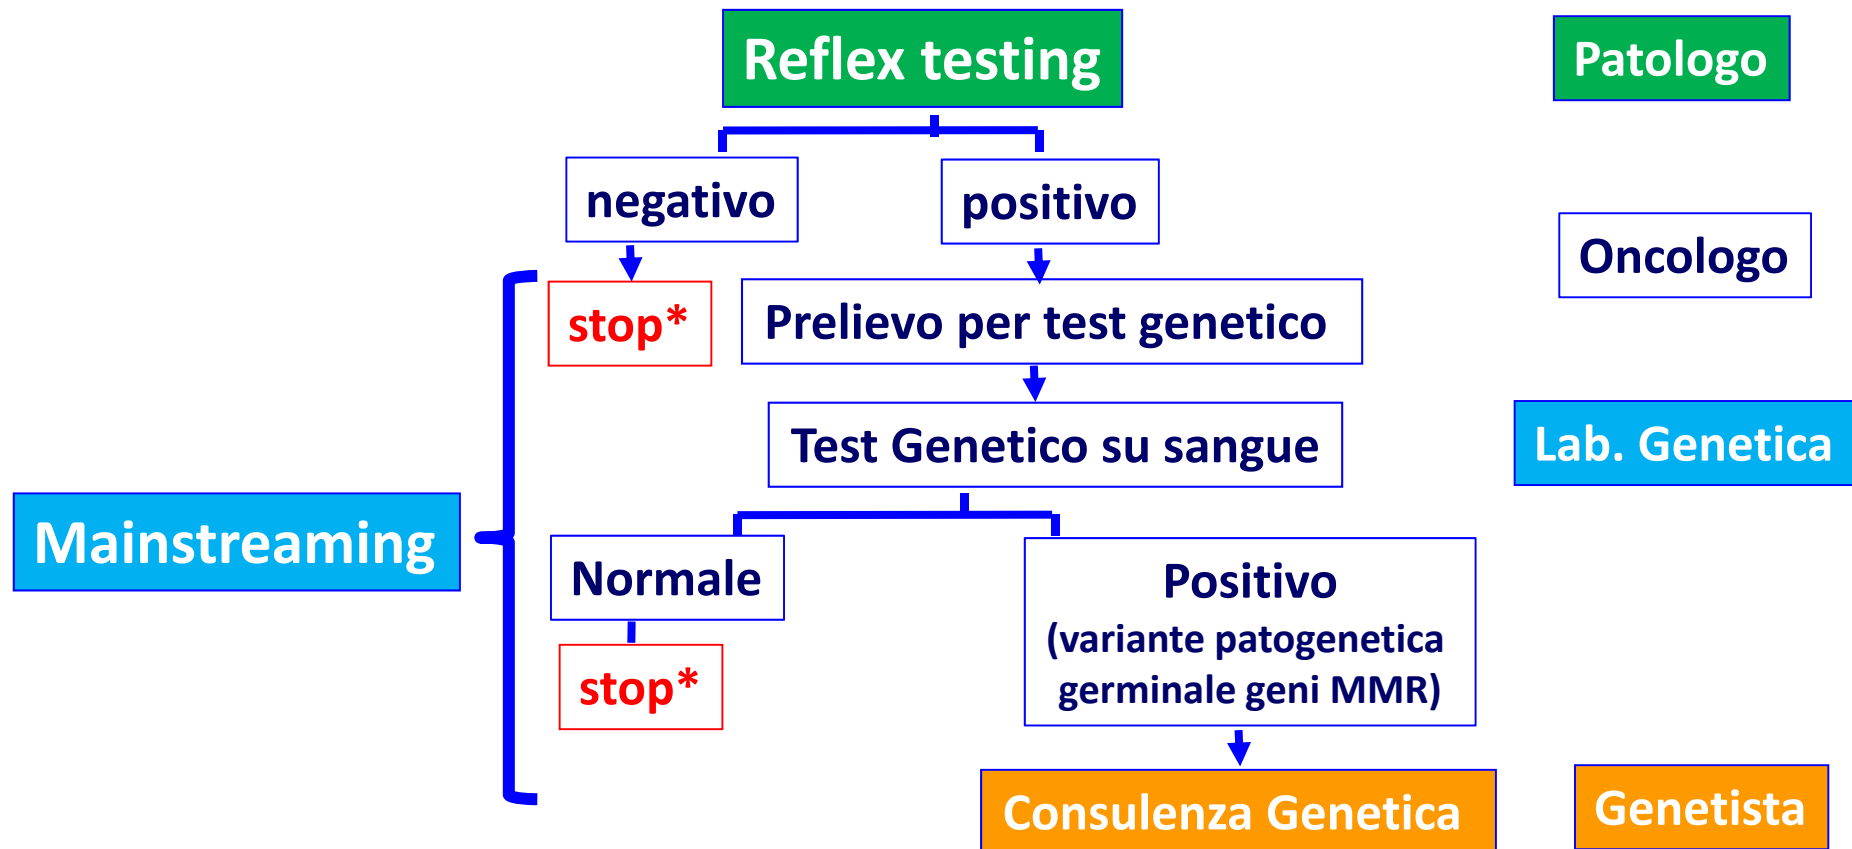 Reflex testing
Patologo
negativo
positivo
Oncologo
stop*
Prelievo per test genetico
Test Genetico su sangue
Lab. Genetica
Mainstreaming
Normale
Positivo
(variante patogenetica
germinale geni MMR)
stop*
Consulenza Genetica
Genetista